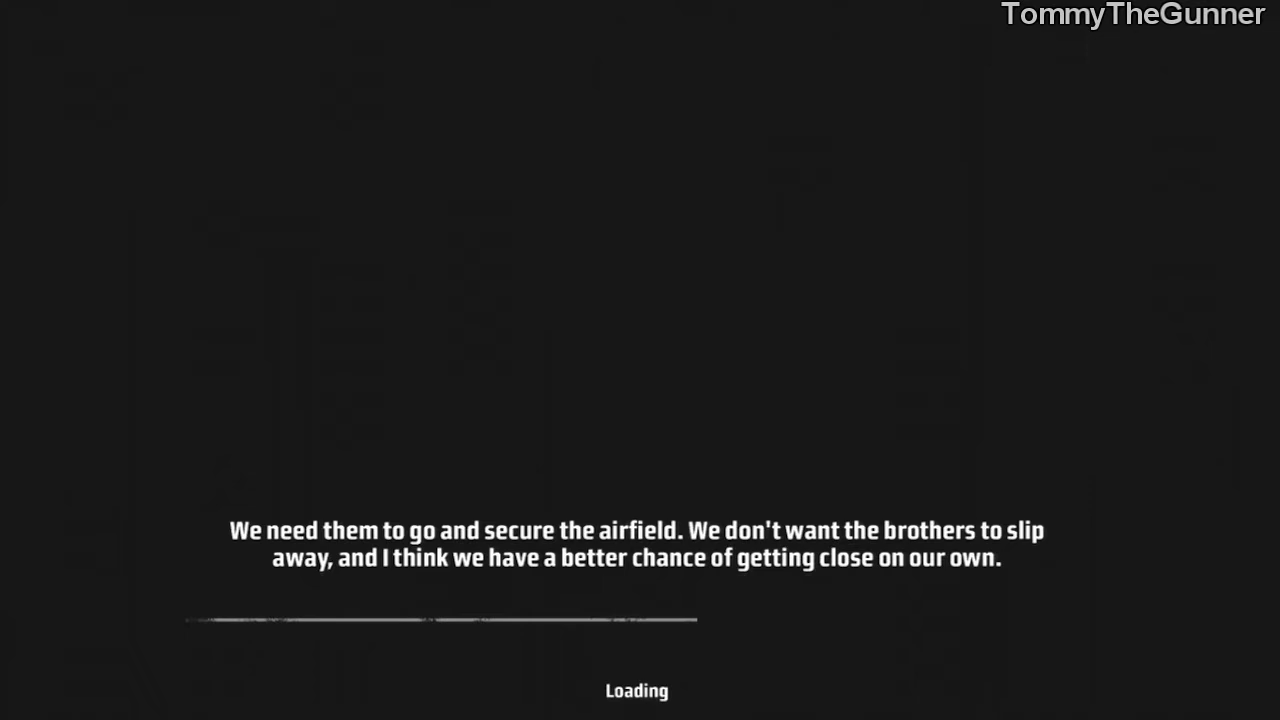 TommyTheGunner
We need them to go and secure the airfield. We don't want the brothers to slip
away, and I think we have a better chance of getting close on our own.
Loading